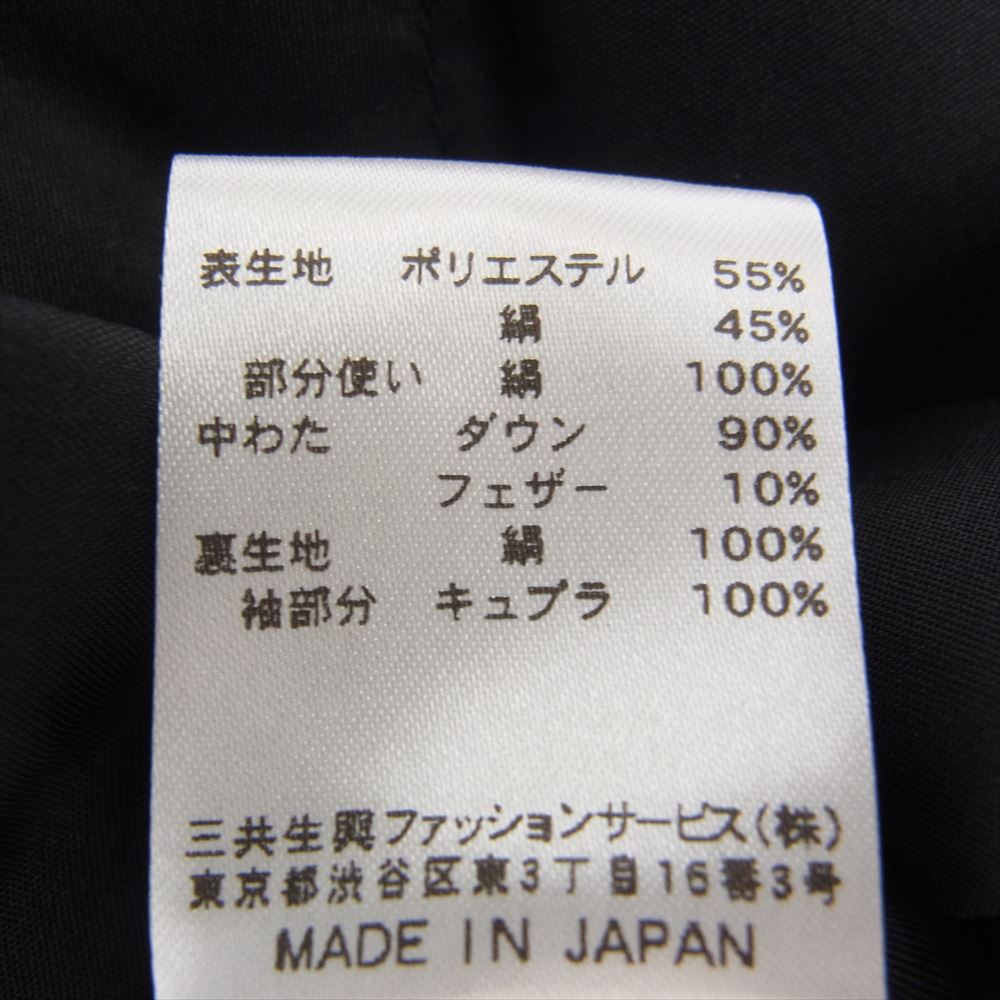 表生地 ポリエステル 55%
絹 45%
部分使い 絹 100%
中わた ダウン 90%
フェザー 10%
裏生地 絹 100%
袖部分 キュプラ 100%
三共生興ファッションサービス(株)
東京都渋谷区東3丁目16番3号
MADE IN JAPAN